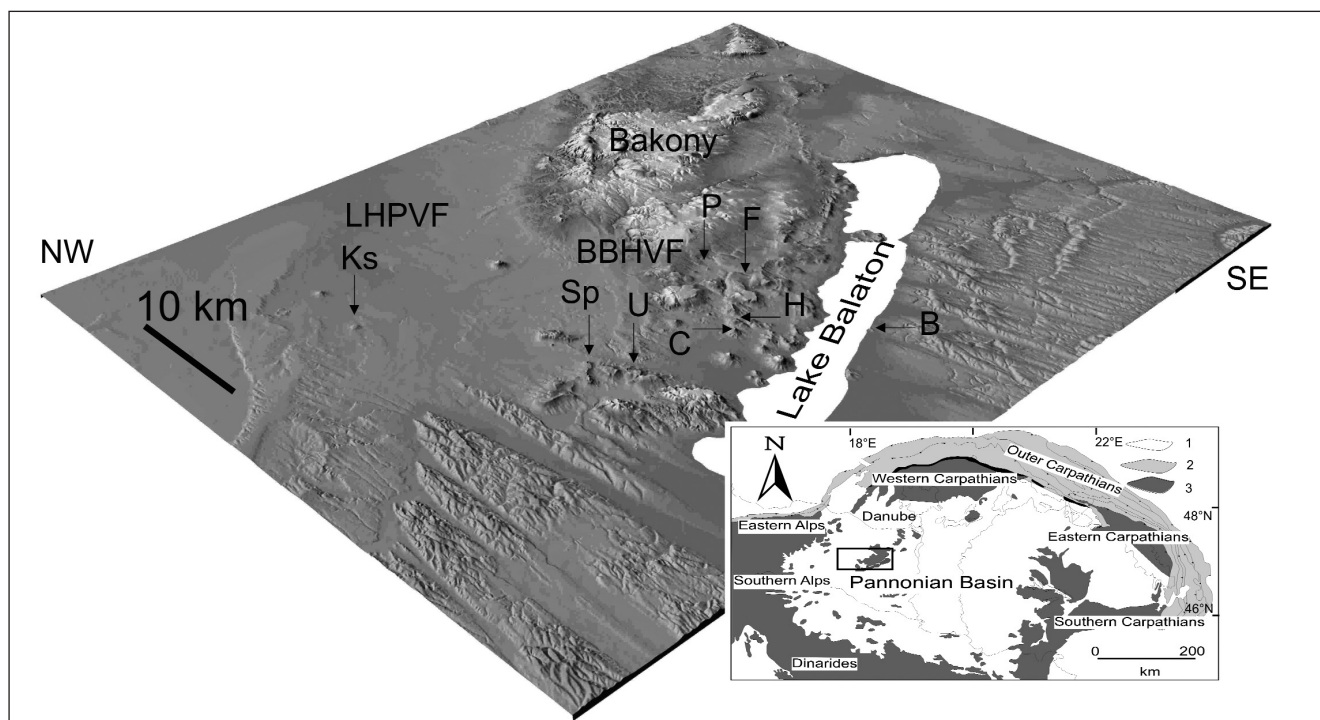 Bakony
LHPVF
P
F
NW
Ks
BBHVF
SE
10 km
Sp
U
H
C
B
Lake Balaton
N
18°E
22°E
1
Outer Carpathians
2
Western Carpathians
3
Danube
48°N
Eastern Alps
Eastern Carpathians
Southern Alps
Pannonian Basin
46°N
Southern Carpathians
Dinarides
0
200
km